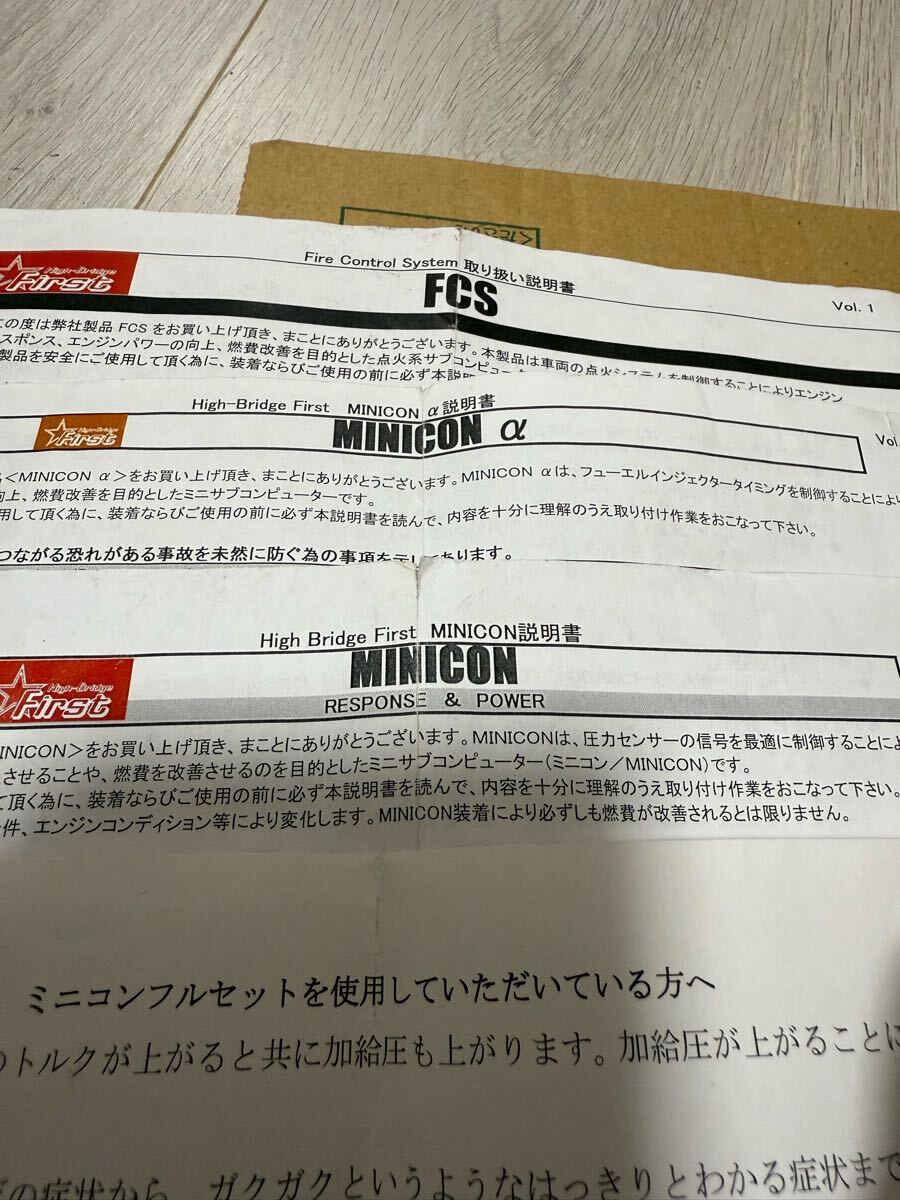 High-Bridge
First
Fire Control System 取り扱い説明書
FCS
Vol. 1
の度は弊社製品 FCS をお買い上げ頂き、まことにありがとうございます。本製品は車両の点火システムを制御することによりエンジン
スポンス、エンジンパワーの向上、燃費改善を目的とした点火系サブコンピュー
製品を安全にご使用して頂く為に、装着ならびご使用の前に必ず本説明
High-Bridge First MINICON α説明書
High-Bridge
First
MINICON α
Vol.
<MINICON α>をお買い上げ頂き、まことにありがとうございます。MINICON αは、フューエルインジェクタータイミングを制御することによ
向上、燃費改善を目的としたミニサブコンピューターです。
用して頂く為に、装着ならびご使用の前に必ず本説明書を読んで、内容を十分に理解のうえ取り付け作業をおこなって下さい。
つながる恐れがある事故を未然に防ぐ為の事項を示してあります。
High Bridge First MINICON説明書
High-Bridge
First
MINICON
RESPONSE & POWER
INICON>をお買い上げ頂き、まことにありがとうございます。MINICONは、圧力センサーの信号を最適に制御することによ
させることや、燃費を改善させるのを目的としたミニサブコンピューター(ミニコン/MINICON)です。
て頂く為に、装着ならびご使用の前に必ず本説明書を読んで、内容を十分に理解のうえ取り付け作業をおこなって下さい。
件、エンジンコンディション等により変化します。MINICON装着により必ずしも燃費が改善されるとは限りません。
ミニコンフルセットを使用していただいている方へ
のトルクが上がると共に加給圧も上がります。加給圧が上がることに
の症状から、ガクガクというようなはっきりとわかる症状まで